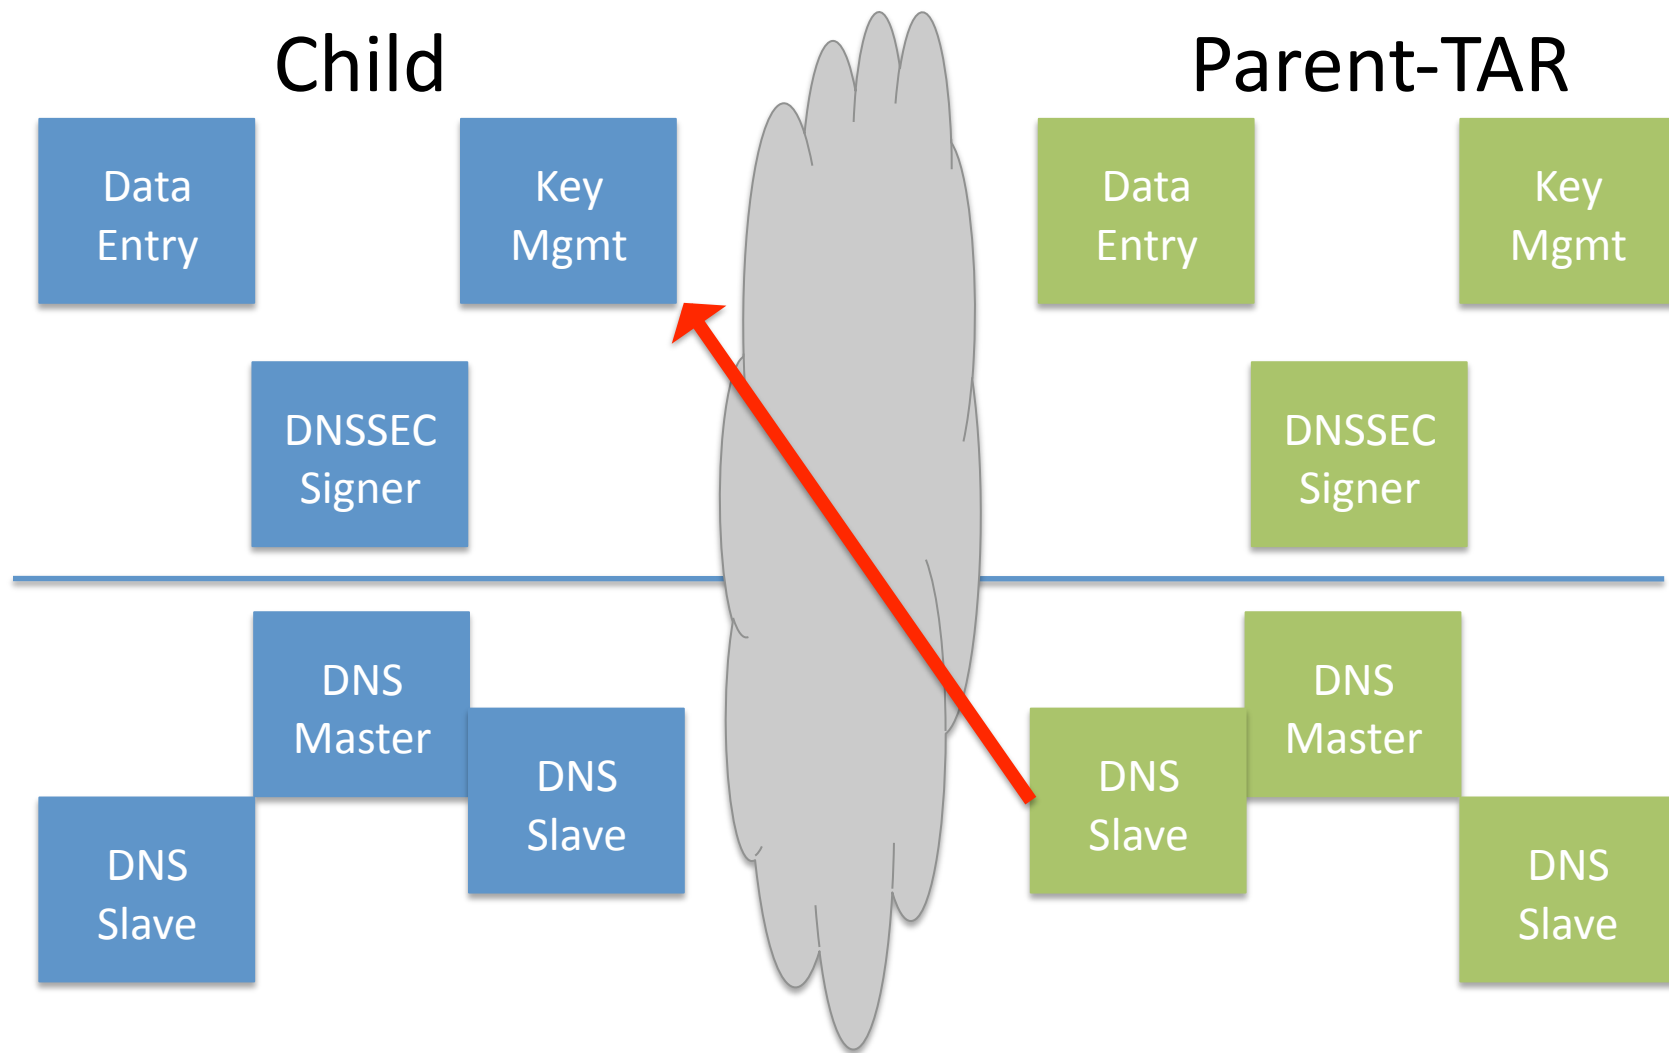 Child
Parent-TAR
Data
Entry
Key
Mgmt
Data
Entry
Key
Mgmt
DNSSEC
Signer
DNSSEC
Signer
DNS
Master
DNS
Master
DNS
Slave
DNS
Slave
DNS
Slave
DNS
Slave